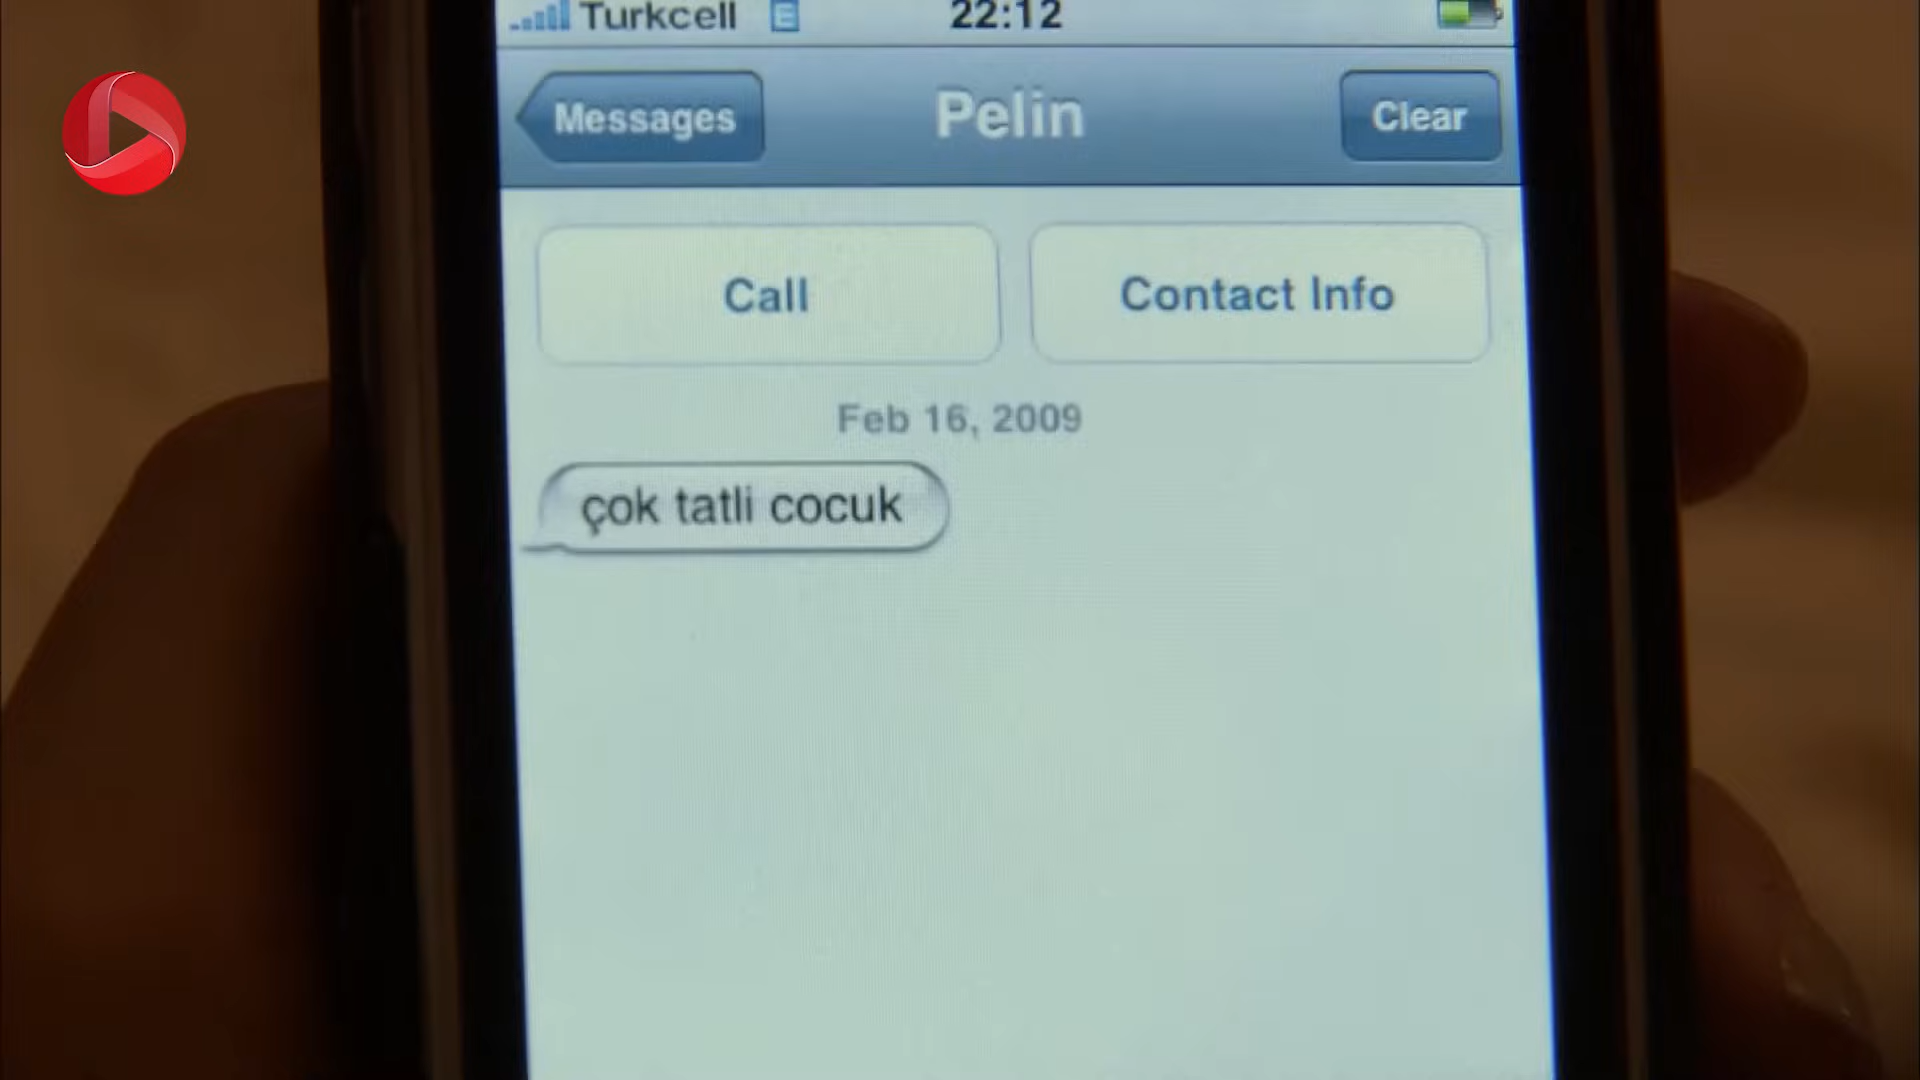 Turkcell E 22:12
Messages Pelin Clear
Call Contact Info
Feb 16, 2009
çok tatli cocuk